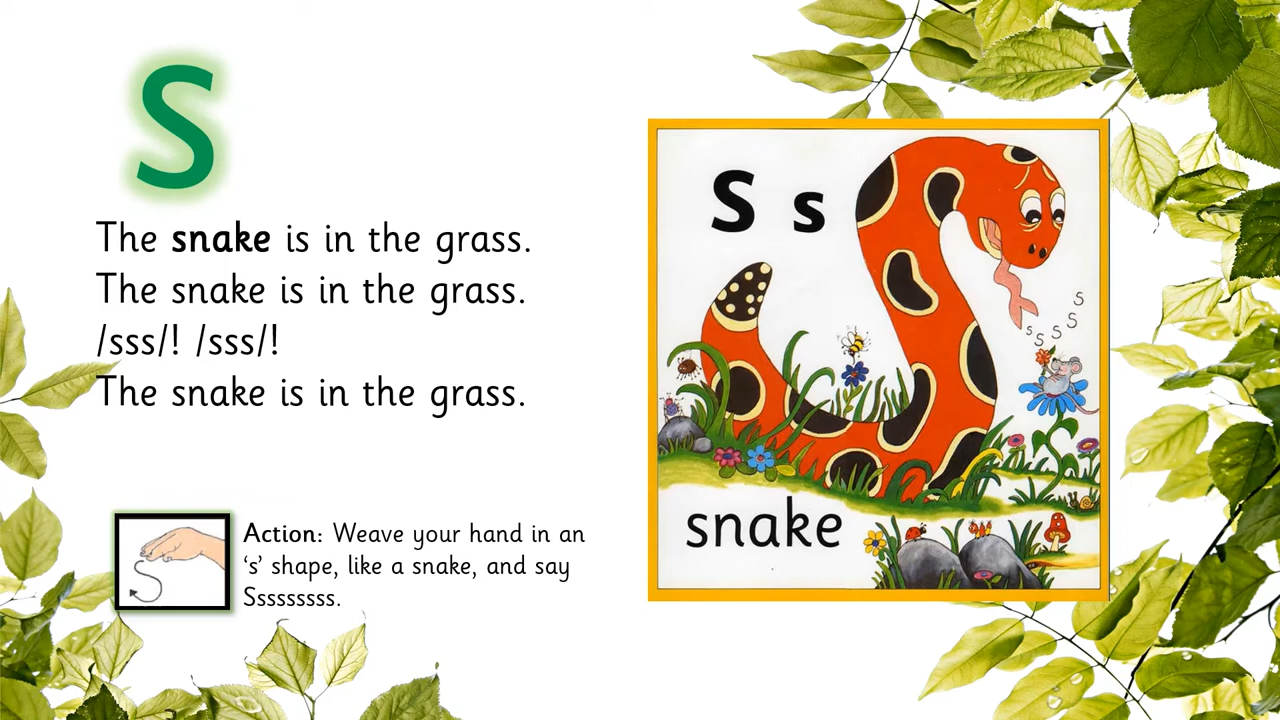 S
The snake is in the grass.
The snake is in the grass.
/sss/! /sss/!
The snake is in the grass.
Action: Weave your hand in an
‘s’ shape, like a snake, and say
Sssssssss.
S s
s s s s
snake